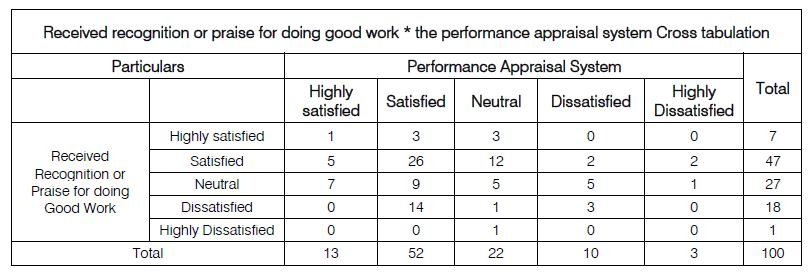 Received recognition or praise for doing good work * the performance appraisal system Cross tabulation
Particulars Performance Appraisal System Total
Highly satisfied Satisfied Neutral Dissatisfied Highly Dissatisfied
Received Recognition or Praise for doing Good Work
Highly satisfied 1 3 3 0 0 7
Satisfied 5 26 12 2 2 47
Neutral 7 9 5 5 1 27
Dissatisfied 0 14 1 3 0 18
Highly Dissatisfied 0 0 1 0 0 1
Total 13 52 22 10 3 100